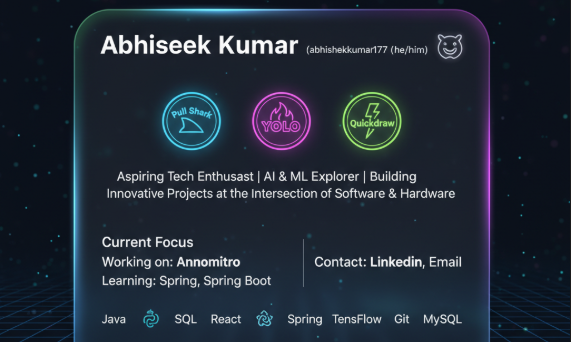 Abhiseek Kumar (abhishekkumar177 (he/him)
Pull Shark
YOLO
Quickdraw
Aspiring Tech Enthusast | AI & ML Explorer | Building
Innovative Projects at the Intersection of Software & Hardware
Current Focus
Working on: Annomitro
Learning: Spring, Spring Boot
Contact: Linkedin, Email
Java SQL React Spring TensFlow Git MySQL